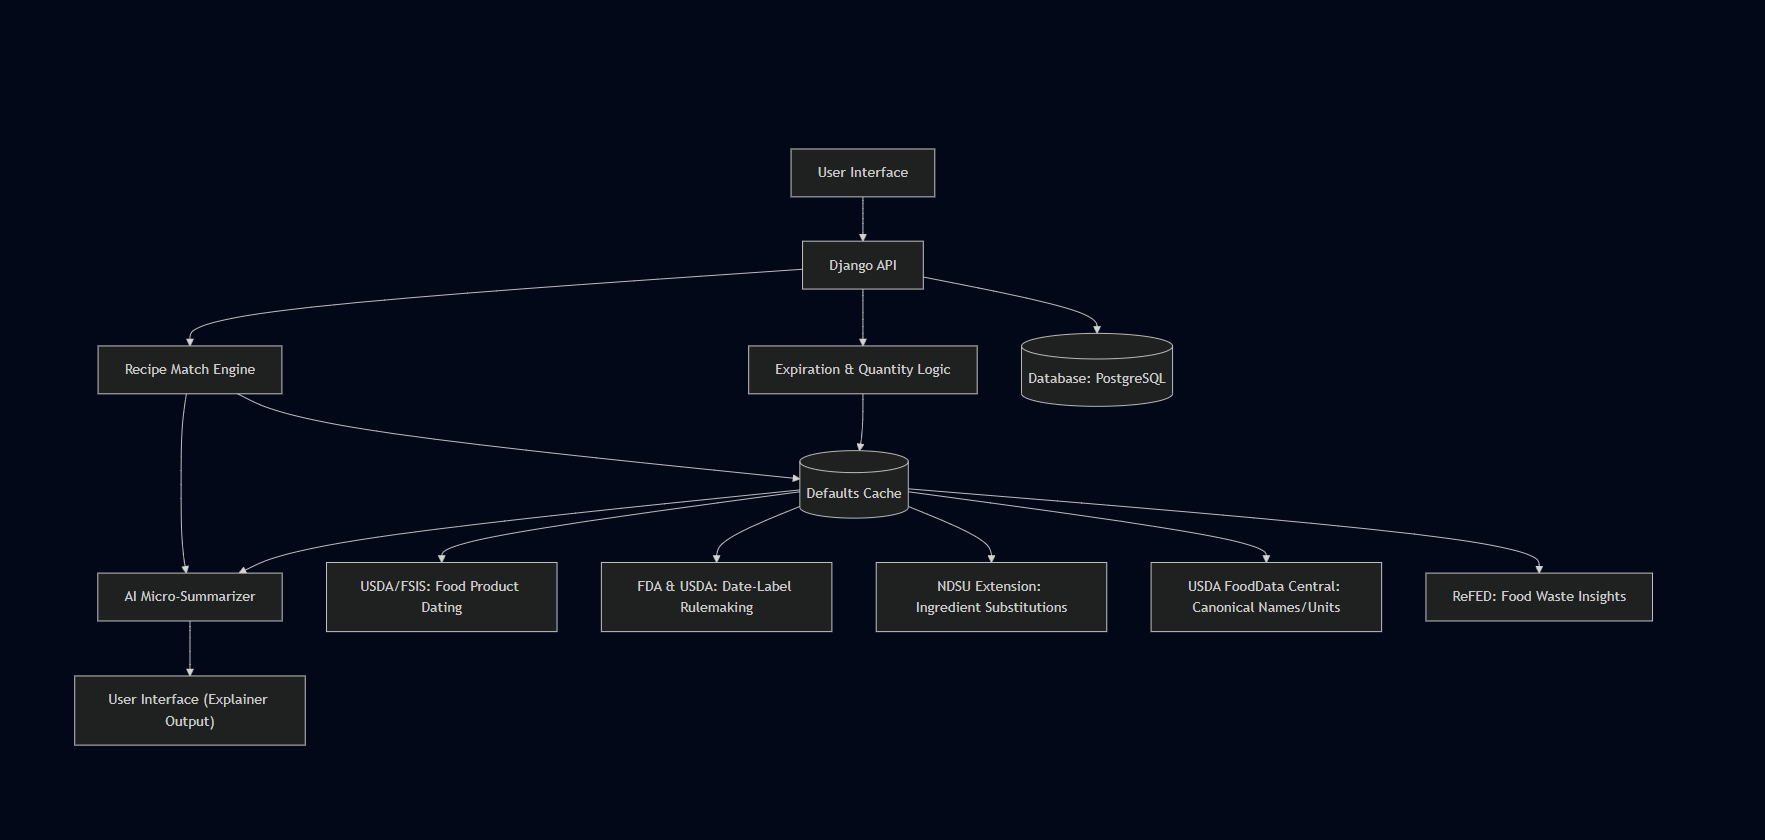 User Interface
Django API
Recipe Match Engine
Expiration & Quantity Logic
Database: PostgreSQL
Defaults Cache
AI Micro-Summarizer
USDA/FSIS: Food Product
Dating
FDA & USDA: Date-Label
Rulemaking
NDSU Extension:
Ingredient Substitutions
USDA FoodData Central:
Canonical Names/Units
ReFED: Food Waste Insights
User Interface (Explainer
Output)